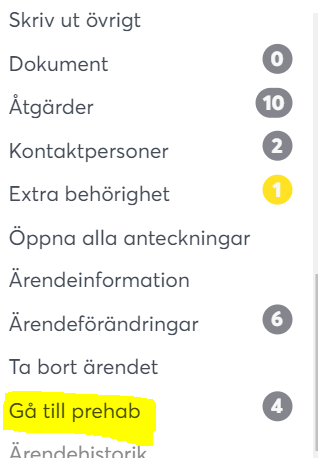 Skriv ut övrigt
Dokument 0
Åtgärder 10
Kontaktpersoner 2
Extra behörighet 1
Öppna alla anteckningar
Ärendeinformation
Ärendeförändringar 6
Ta bort ärendet
Gå till prehab 4
Ärendehistorik